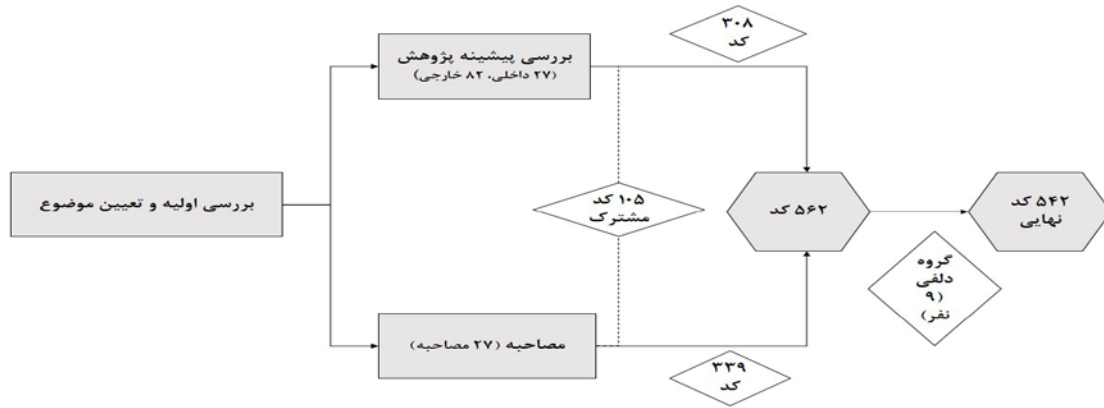 بررسی اولیه و تعیین موضوع
بررسی پیشینه پژوهش
(۲۷ داخلی، ۸۲ خارجی)
۳۰۸
کد
۱۰۵ کد
مشترک
مصاحبه (۲۷ مصاحبه)
۳۳۹
کد
۵۶۲ کد
گروه
دلفی
(۹
نفر)
۵۴۲ کد
نهایی